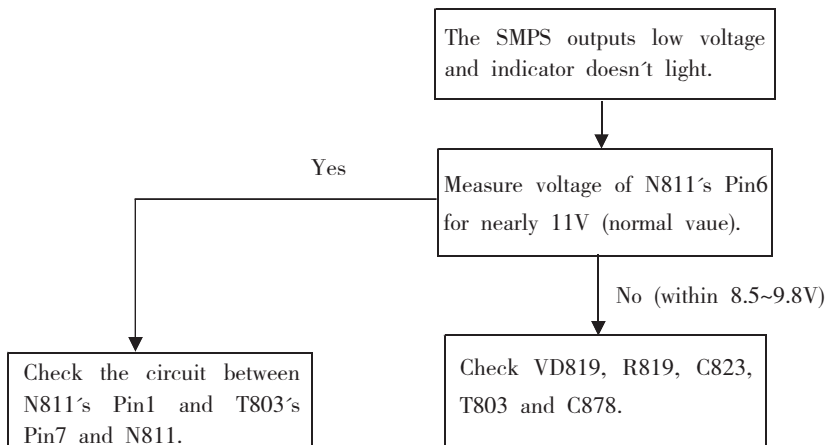 The SMPS outputs low voltage
and indicator doesn´t light.
Yes
Measure voltage of N811´s Pin6
for nearly 11V (normal vaue).
No (within 8.5~9.8V)
Check the circuit between
N811´s Pin1 and T803´s
Pin7 and N811.
Check VD819, R819, C823,
T803 and C878.